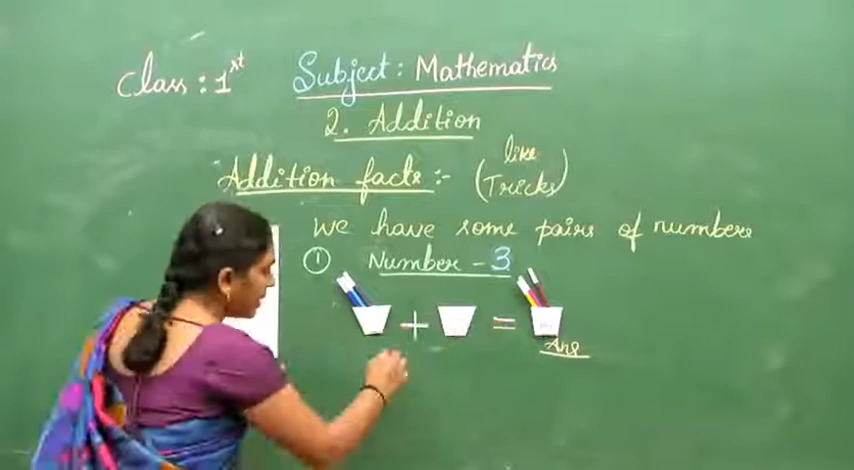 Class : 1st
Subject : Mathematics
2. Addition
Addition facts :- (like Tricks)
We have some pairs of numbers
① Number - 3
+ =
Ans